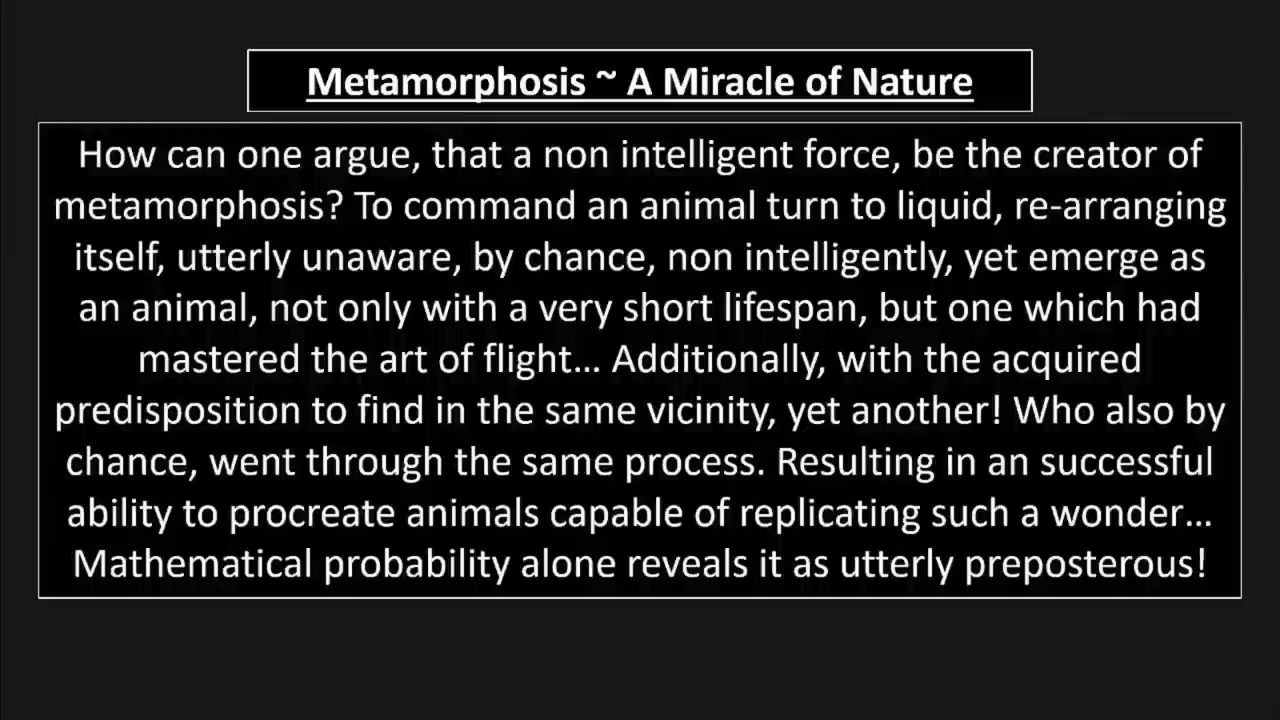 Metamorphosis ~ A Miracle of Nature
How can one argue, that a non intelligent force, be the creator of
metamorphosis? To command an animal turn to liquid, re-arranging
itself, utterly unaware, by chance, non intelligently, yet emerge as
an animal, not only with a very short lifespan, but one which had
mastered the art of flight... Additionally, with the acquired
predisposition to find in the same vicinity, yet another! Who also by
chance, went through the same process. Resulting in an successful
ability to procreate animals capable of replicating such a wonder...
Mathematical probability alone reveals it as utterly preposterous!